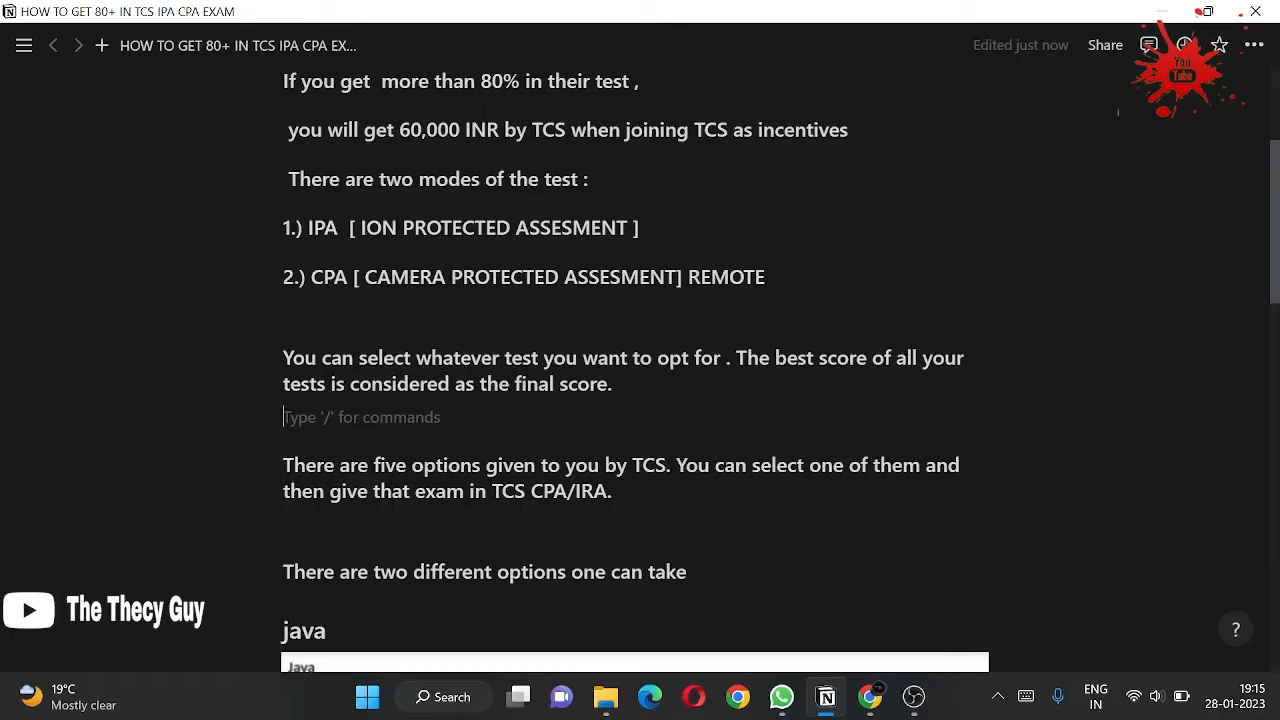 HOW TO GET 80+ IN TCS IPA CPA EXAM
HOW TO GET 80+ IN TCS IPA CPA EX...
Edited just now
Share
You
Tube
If you get more than 80% in their test ,
you will get 60,000 INR by TCS when joining TCS as incentives
There are two modes of the test :
1.) IPA [ ION PROTECTED ASSESMENT ]
2.) CPA [ CAMERA PROTECTED ASSESMENT] REMOTE
You can select whatever test you want to opt for . The best score of all your
tests is considered as the final score.
Type '/' for commands
There are five options given to you by TCS. You can select one of them and
then give that exam in TCS CPA/IRA.
There are two different options one can take
The Thecy Guy
java
Java
?
19°C
Mostly clear
Search
ENG
IN
19:15
28-01-2023